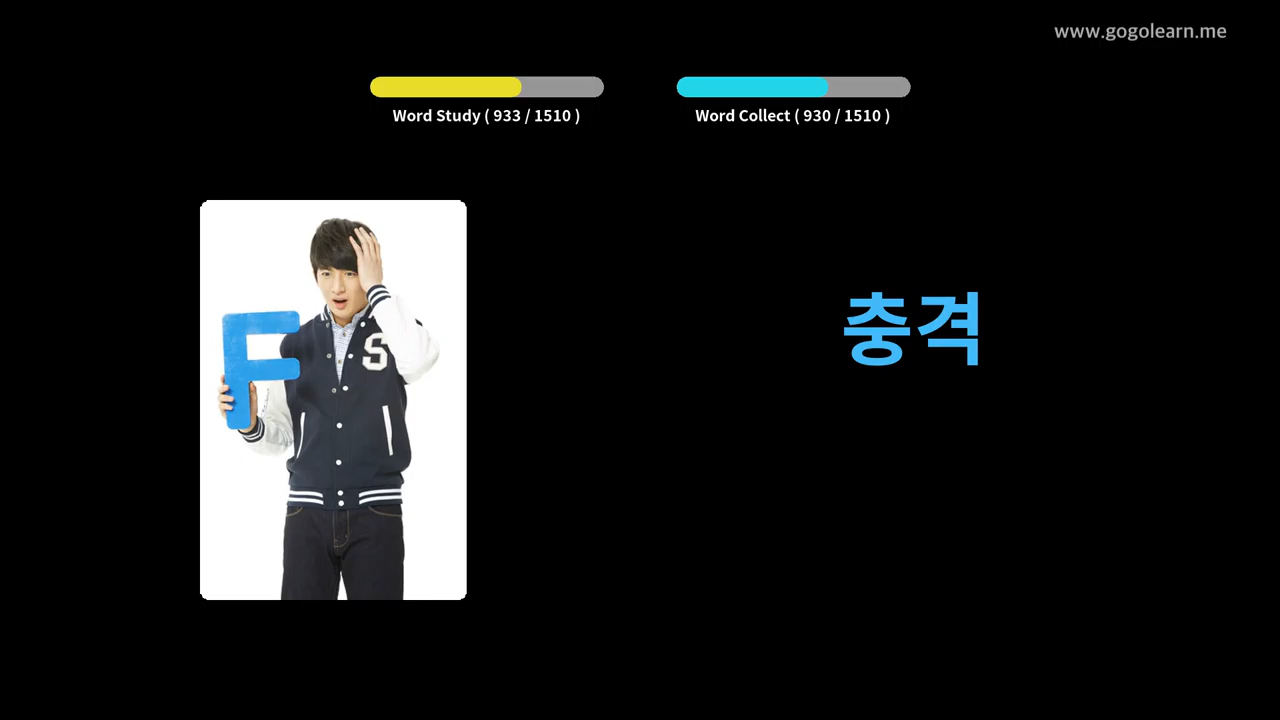 www.gogolearn.me
Word Study ( 933 / 1510 )
Word Collect ( 930 / 1510 )
F
S
충격